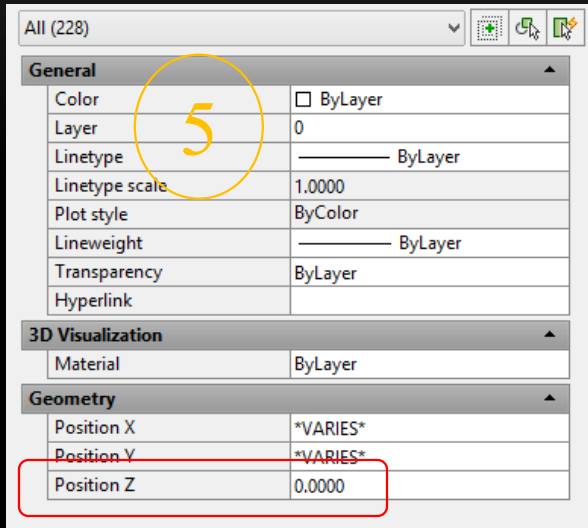 All (228)
General
Color ByLayer
Layer 0
5
Linetype ByLayer
Linetype scale 1.0000
Plot style ByColor
Lineweight ByLayer
Transparency ByLayer
Hyperlink
3D Visualization
Material ByLayer
Geometry
Position X *VARIES*
Position Y *VARIES*
Position Z 0.0000